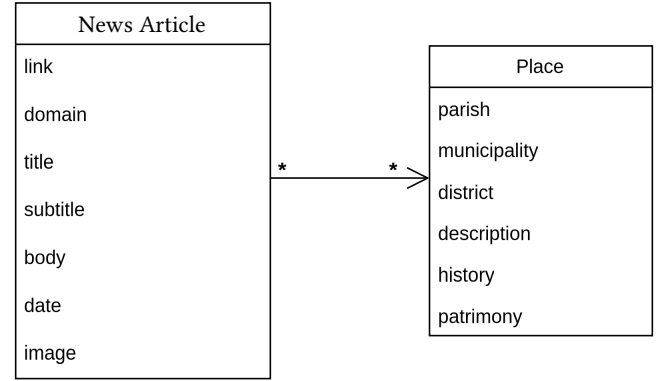 News Article
link
domain
title
subtitle
body
date
image
*
*
Place
parish
municipality
district
description
history
patrimony